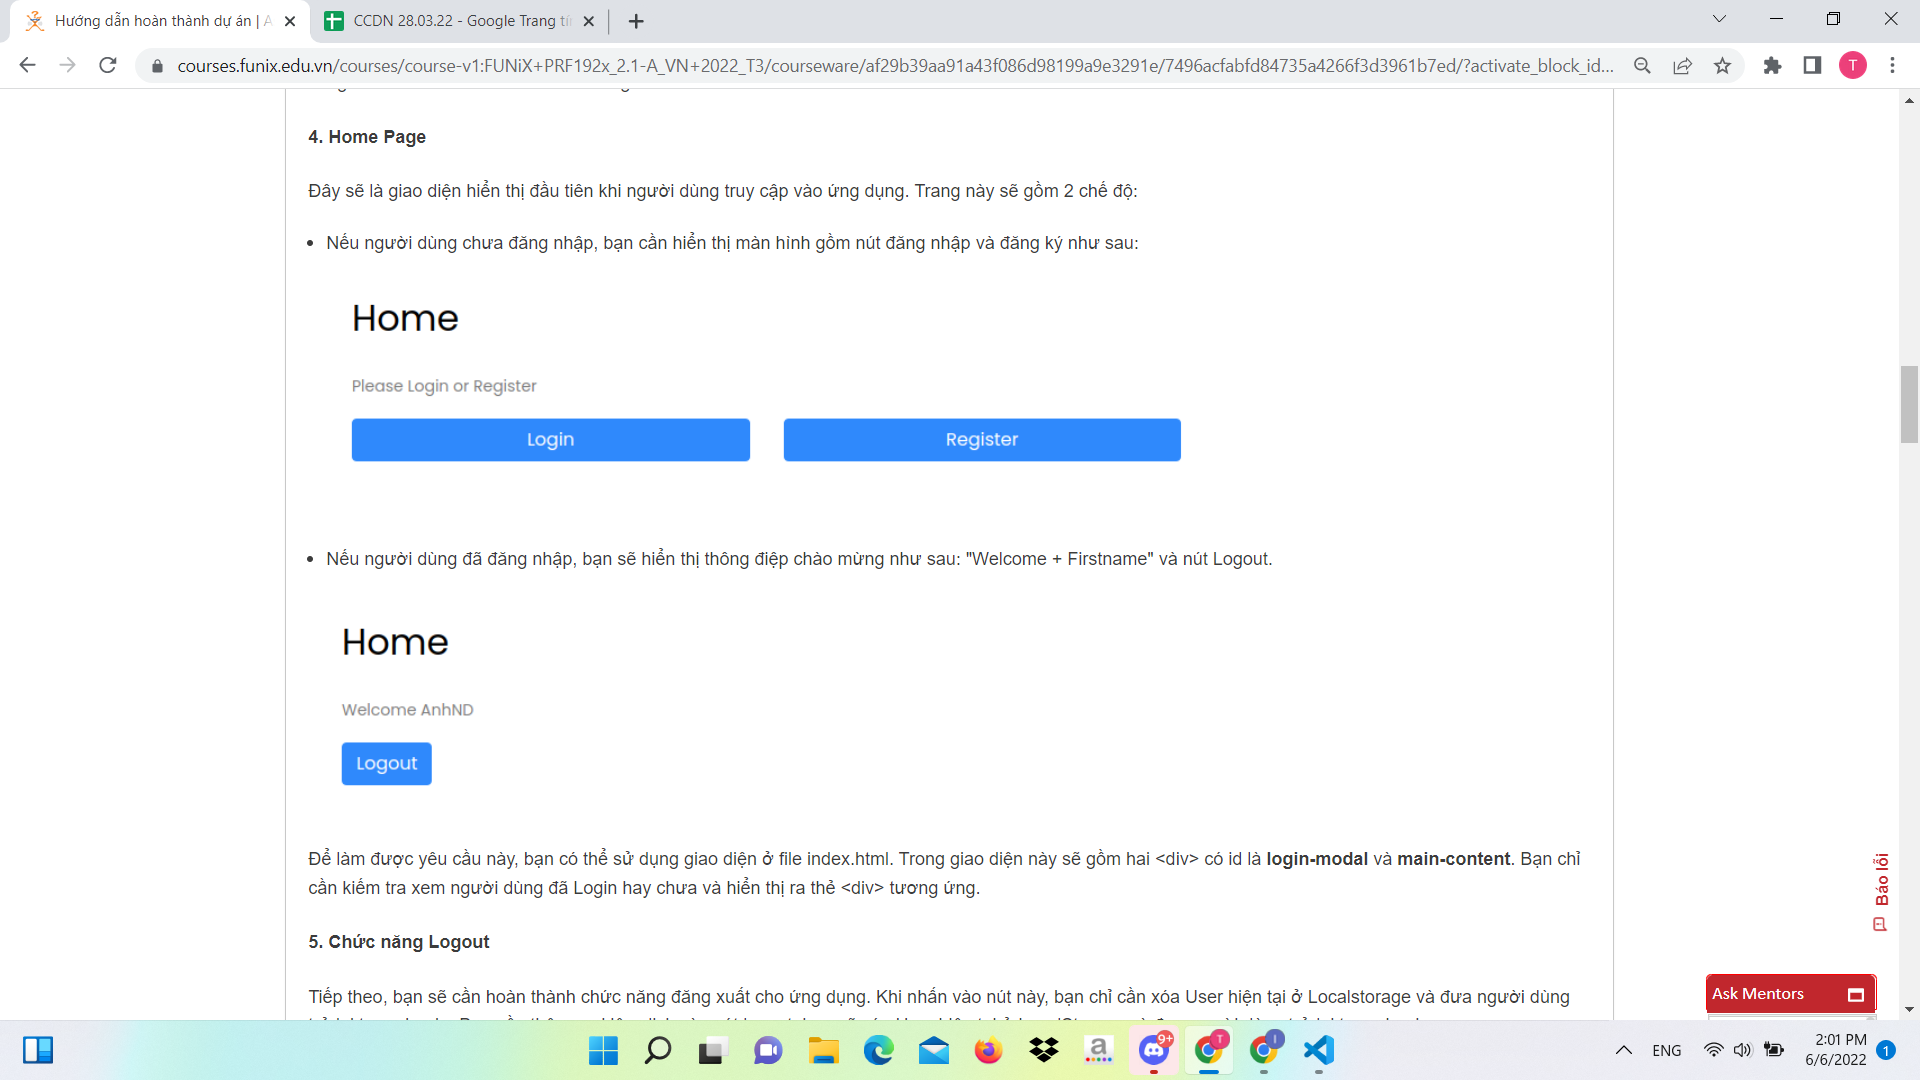 Hướng dẫn hoàn thành dự án | A
CCDN 28.03.22 - Google Trang tí
courses.funix.edu.vn/courses/course-v1:FUNiX+PRF192x_2.1-A_VN+2022_T3/courseware/af29b39aa91a43f086d98199a9e3291e/7496acfabfd84735a4266f3d3961b7ed/?activate_block_id...
T
4. Home Page
Đây sẽ là giao diện hiển thị đầu tiên khi người dùng truy cập vào ứng dụng. Trang này sẽ gồm 2 chế độ:
Nếu người dùng chưa đăng nhập, bạn cần hiển thị màn hình gồm nút đăng nhập và đăng ký như sau:
Home
Please Login or Register
Login
Register
Nếu người dùng đã đăng nhập, bạn sẽ hiển thị thông điệp chào mừng như sau: "Welcome + Firstname" và nút Logout.
Home
Welcome AnhND
Logout
Để làm được yêu cầu này, bạn có thể sử dụng giao diện ở file index.html. Trong giao diện này sẽ gồm hai <div> có id là login-modal và main-content. Bạn chỉ
cần kiểm tra xem người dùng đã Login hay chưa và hiển thị ra thẻ <div> tương ứng.
Báo lỗi
5. Chức năng Logout
Tiếp theo, bạn sẽ cần hoàn thành chức năng đăng xuất cho ứng dụng. Khi nhấn vào nút này, bạn chỉ cần xóa User hiện tại ở Localstorage và đưa người dùng
Ask Mentors
9+
T
I
a
ENG
2:01 PM
6/6/2022
1